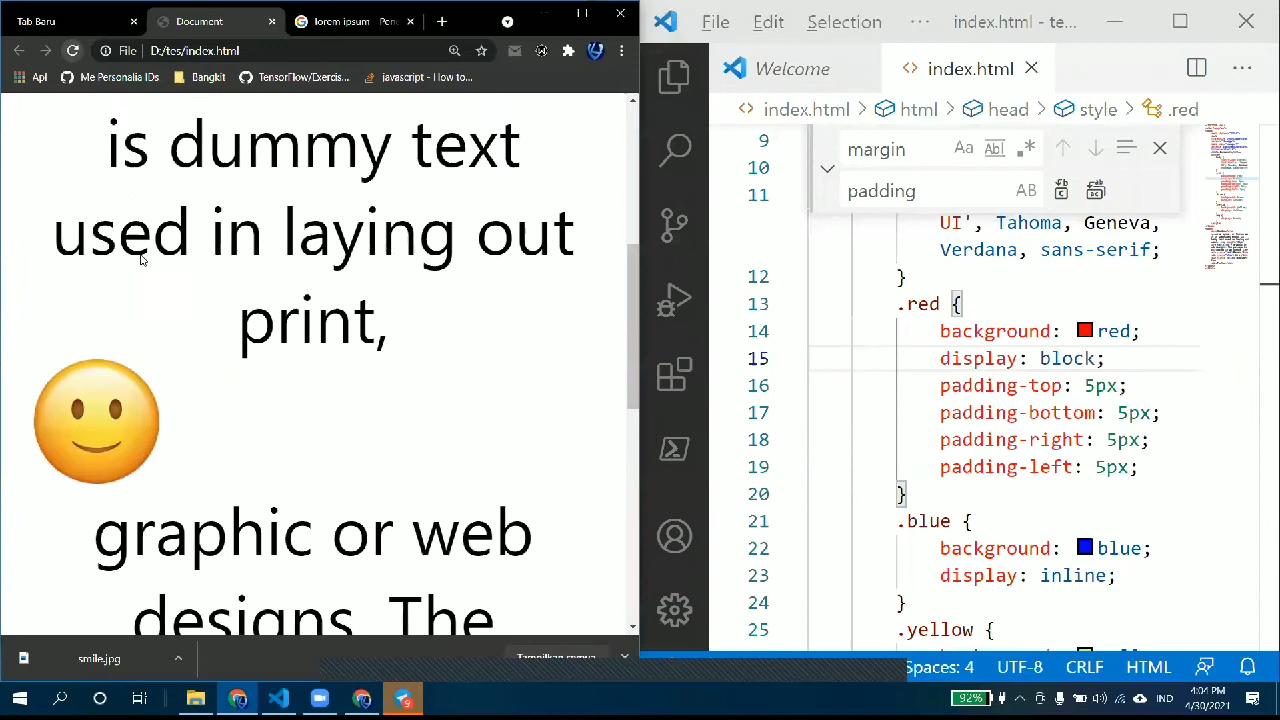 Tab Baru
Document
lorem ipsum - Penc
File
D:/tes/index.html
Apl
Me Personalia IDs
Bangkit
TensorFlow/Exercis...
javascript - How to...
is dummy text
used in laying out
print,
graphic or web
designs. The
smile.jpg
File Edit Selection ··· index.html - te...
Welcome
index.html
index.html > html > head > style > .red
margin
padding
9
10
11
UI', Tahoma, Geneva,
Verdana, sans-serif;
12 }
13 .red {
14 background: red;
15 display: block;
16 padding-top: 5px;
17 padding-bottom: 5px;
18 padding-right: 5px;
19 padding-left: 5px;
20 }
21 .blue {
22 background: blue;
23 display: inline;
24 }
25 .yellow {
Spaces: 4 UTF-8 CRLF HTML
92%
IND
4:04 PM
4/30/2021